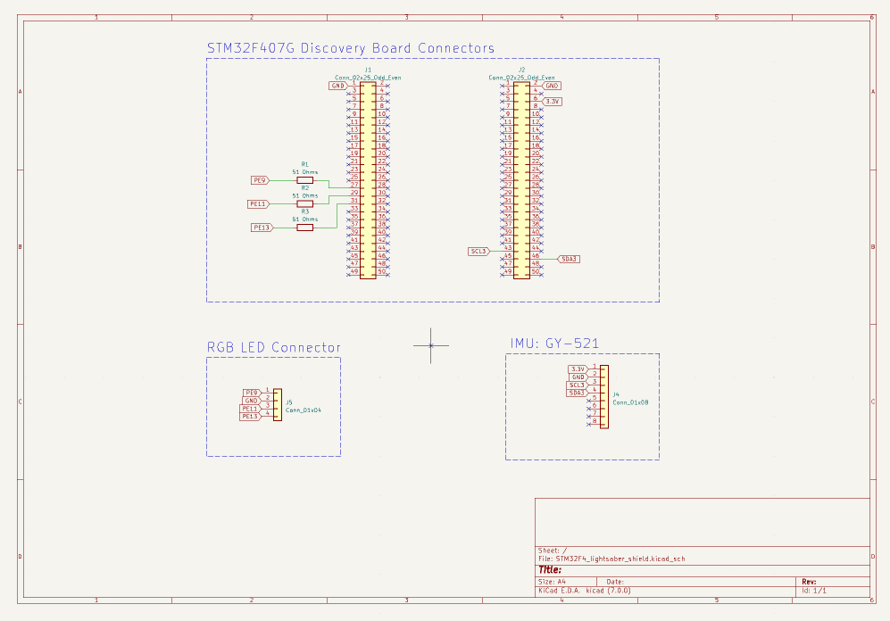 STM32F407G Discovery Board Connectors
J1
Conn_02x25_Odd_Even
GND
1 2
3 4
5 6
7 8
9 10
11 12
13 14
15 16
17 18
19 20
21 22
23 24
25 26
27 28
29 30
31 32
33 34
35 36
37 38
39 40
41 42
43 44
45 46
47 48
49 50
R1
51 Ohms
PE9
R2
51 Ohms
PE11
R3
51 Ohms
PE13
J2
Conn_02x25_Odd_Even
1 2 GND
3 4
5 6 3.3V
7 8
9 10
11 12
13 14
15 16
17 18
19 20
21 22
23 24
25 26
27 28
29 30
31 32
33 34
35 36
37 38
39 40
41 42
SCL3 43 44
45 46 SDA3
47 48
49 50
RGB LED Connector
PE9 1
GND 2
PE11 3
PE13 4
J5
Conn_01x04
IMU: GY-521
3.3V 1
GND 2
SCL3 3
SDA3 4
5
6
7
8
J4
Conn_01x08
Sheet: /
File: STM32F4_lightsaber_shield.kicad_sch
Title:
Size: A4 Date: Rev:
KiCad E.D.A. kicad (7.0.0) Id: 1/1
1 2 3 4 5 6
A A
B B
C C
D D
1 2 3 4 5 6